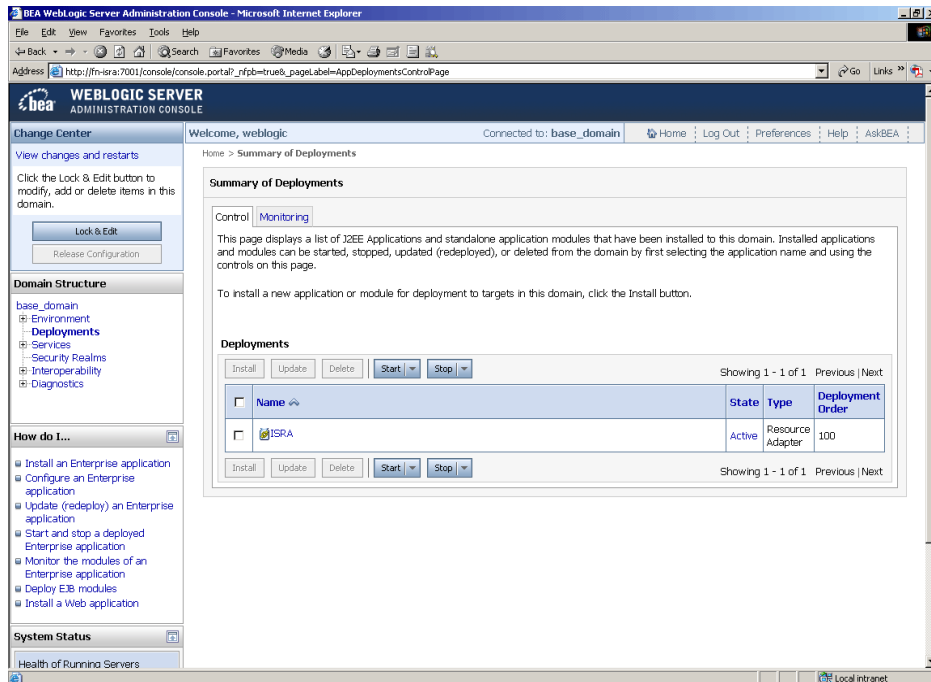 BEA WebLogic Server Administration Console - Microsoft Internet Explorer
File Edit View Favorites Tools Help
Back Search Favorites Media
Address http://fn-isra:7001/console/console.portal?_nfpb=true&_pageLabel=AppDeploymentsControlPage Go Links »
bea WEBLOGIC SERVER
ADMINISTRATION CONSOLE
Change Center
View changes and restarts
Click the Lock & Edit button to
modify, add or delete items in this
domain.
Lock & Edit
Release Configuration
Domain Structure
base_domain
Environment
Deployments
Services
Security Realms
Interoperability
Diagnostics
How do I...
Install an Enterprise application
Configure an Enterprise
application
Update (redeploy) an Enterprise
application
Start and stop a deployed
Enterprise application
Monitor the modules of an
Enterprise application
Deploy EJB modules
Install a Web application
System Status
Health of Running Servers
Welcome, weblogic Connected to: base_domain Home Log Out Preferences Help AskBEA
Home > Summary of Deployments
Summary of Deployments
Control Monitoring
This page displays a list of J2EE Applications and standalone application modules that have been installed to this domain. Installed applications
and modules can be started, stopped, updated (redeployed), or deleted from the domain by first selecting the application name and using the
controls on this page.
To install a new application or module for deployment to targets in this domain, click the Install button.
Deployments
Install Update Delete Start Stop Showing 1 - 1 of 1 Previous | Next
Name State Type Deployment
Order
ISRA Active Resource
Adapter 100
Install Update Delete Start Stop Showing 1 - 1 of 1 Previous | Next
Local intranet